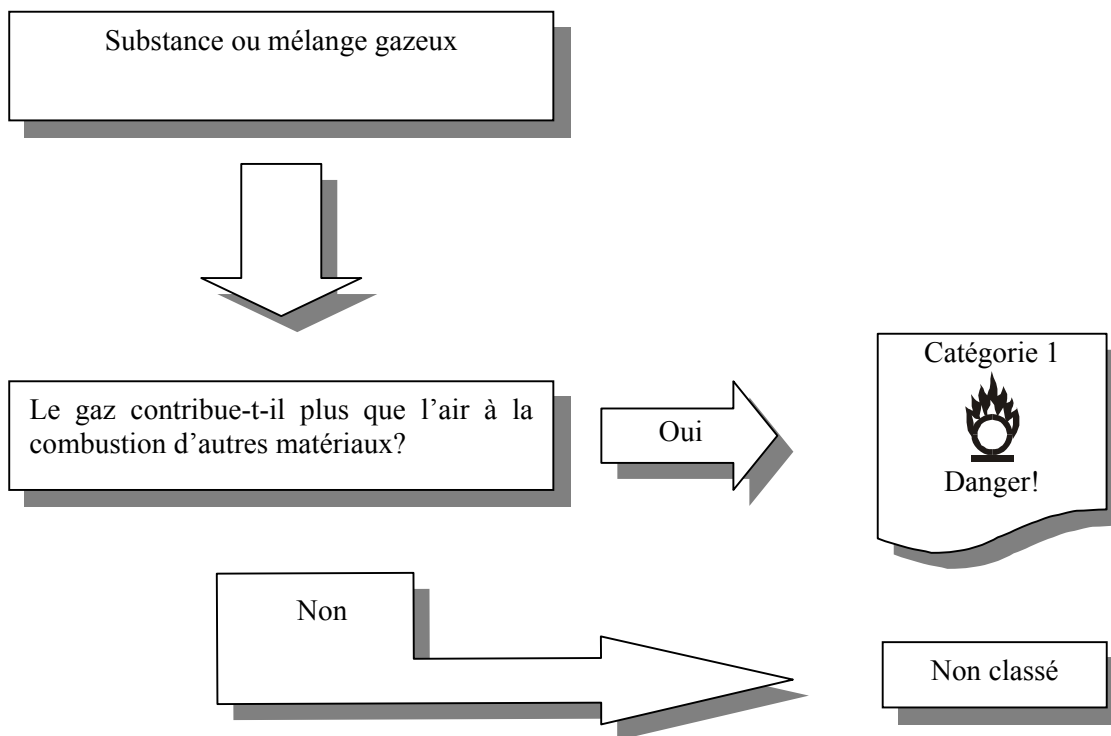 Substance ou mélange gazeux
Le gaz contribue-t-il plus que l'air à la
combustion d'autres matériaux?
Oui
Catégorie 1
Danger!
Non
Non classé